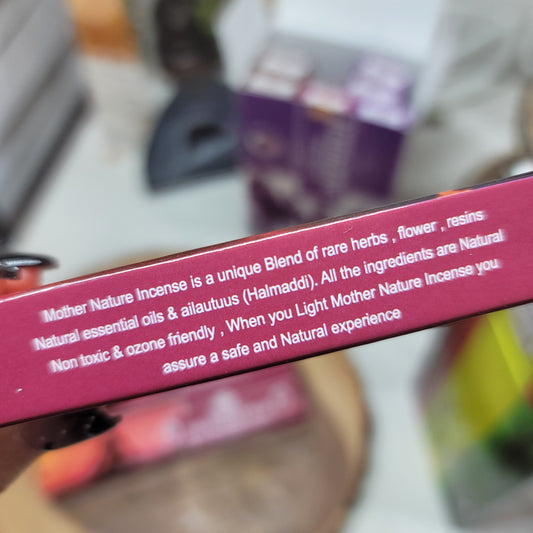 Mother Nature Incense is a unique Blend of rare herbs , flower , resins
Natural essential oils & ailautuus (Halmaddi). All the ingredients are Natural
Non toxic & ozone friendly , When you Light Mother Nature Incense you
assure a safe and Natural experience